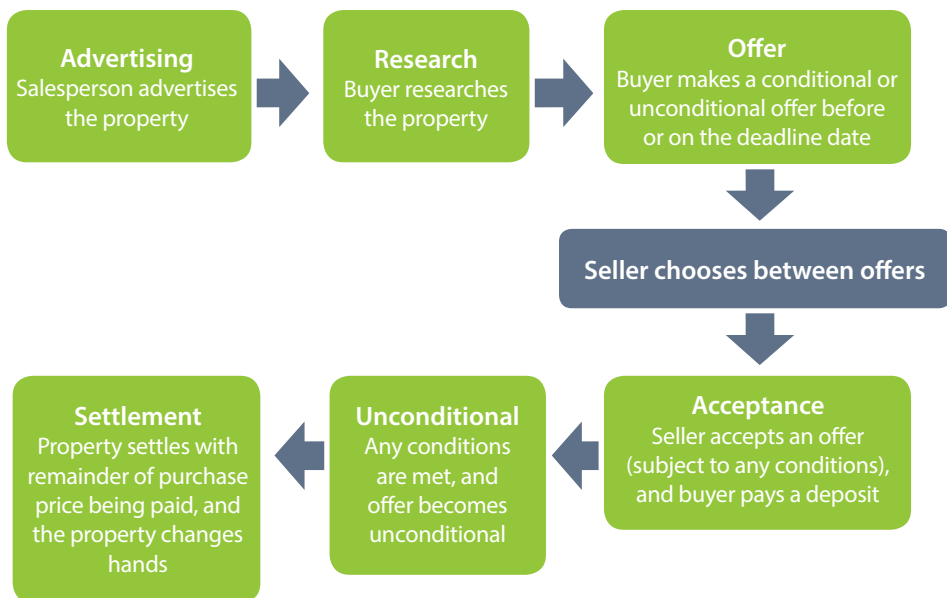 Advertising
Salesperson advertises
the property
Research
Buyer researches
the property
Offer
Buyer makes a conditional or
unconditional offer before
or on the deadline date
Seller chooses between offers
Acceptance
Seller accepts an offer
(subject to any conditions),
and buyer pays a deposit
Unconditional
Any conditions
are met, and
offer becomes
unconditional
Settlement
Property settles with
remainder of purchase
price being paid, and
the property changes
hands